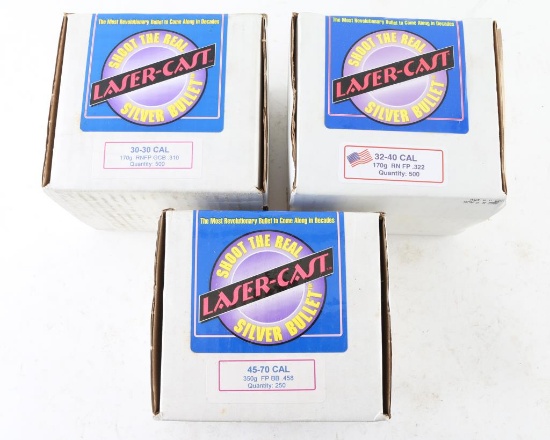 The Most Revolutionary Bullet to Come Along in Decades
SHOOT THE REAL
LASER-CAST
SILVER BULLET
30-30 CAL
170g RNFP GCB .310
Quantity: 500
The Most Revolutionary Bullet to Come Along in Decades
SHOOT THE REAL
LASER-CAST
SILVER BULLET
32-40 CAL
170g RN FP .322
Quantity: 500
The Most Revolutionary Bullet to Come Along in Decades
SHOOT THE REAL
LASER-CAST
SILVER BULLET™
45-70 CAL
350g FP BB .458
Quantity: 250